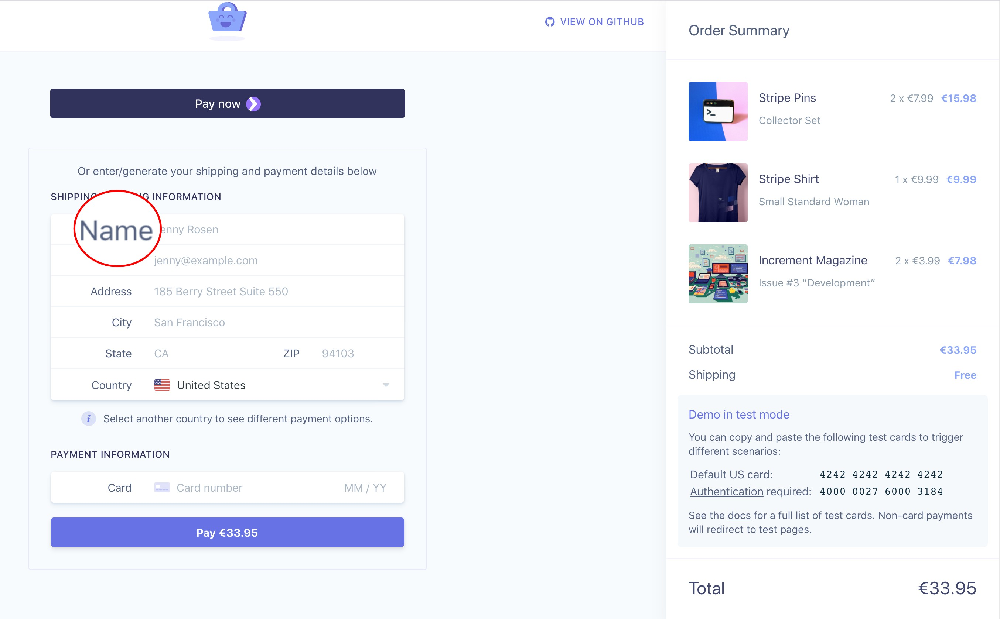 VIEW ON GITHUB
Pay now
Or enter/generate your shipping and payment details below
SHIPPING INFORMATION
Name
enny Rosen
jenny@example.com
Address 185 Berry Street Suite 550
City San Francisco
State CA ZIP 94103
Country United States
i Select another country to see different payment options.
PAYMENT INFORMATION
Card Card number MM / YY
Pay €33.95
Order Summary
Stripe Pins 2 x €7.99 €15.98
Collector Set
Stripe Shirt 1 x €9.99 €9.99
Small Standard Woman
Increment Magazine 2 x €3.99 €7.98
Issue #3 “Development”
Subtotal €33.95
Shipping Free
Demo in test mode
You can copy and paste the following test cards to trigger
different scenarios:
Default US card: 4242 4242 4242 4242
Authentication required: 4000 0027 6000 3184
See the docs for a full list of test cards. Non-card payments
will redirect to test pages.
Total €33.95